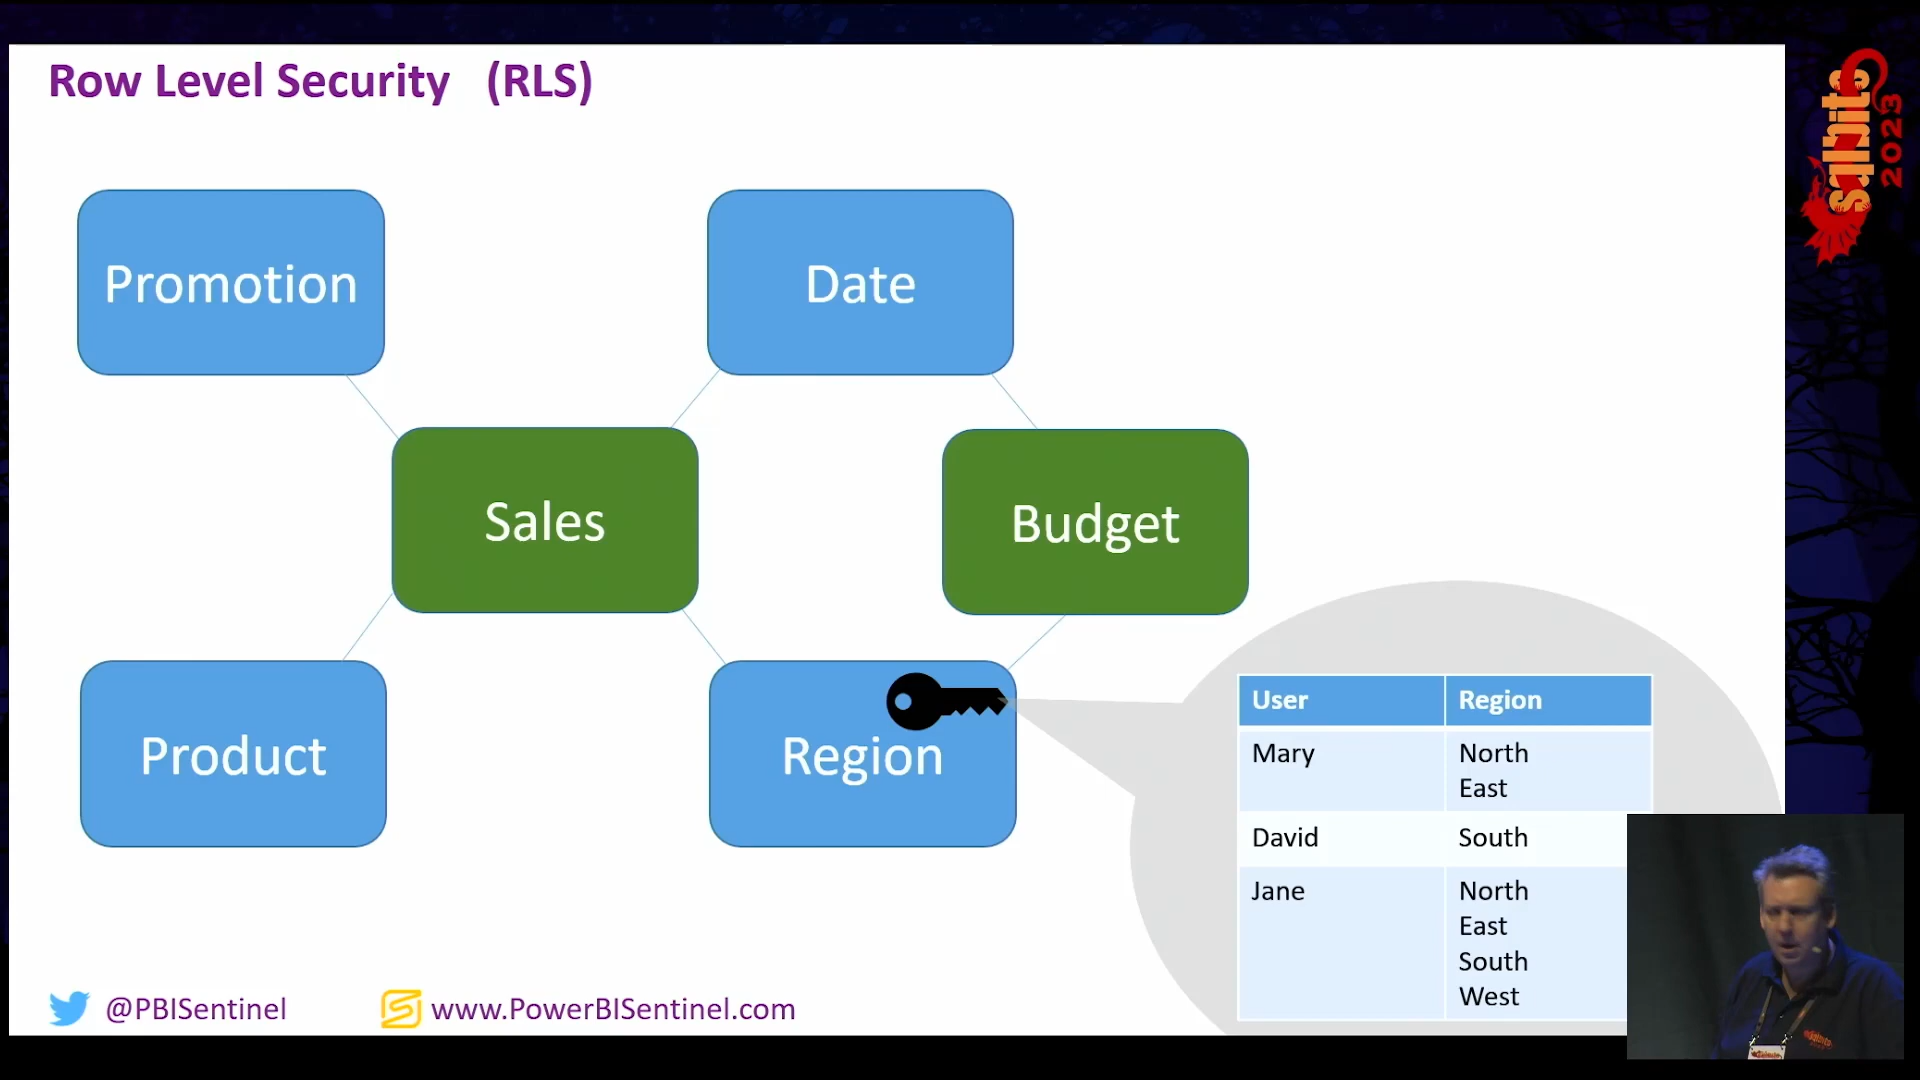 Row Level Security (RLS)
sqlbits
2023
Promotion
Date
Sales
Budget
Product
Region
User Region
Mary North
East
David South
Jane North
East
South
West
@PBISentinel
www.PowerBISentinel.com